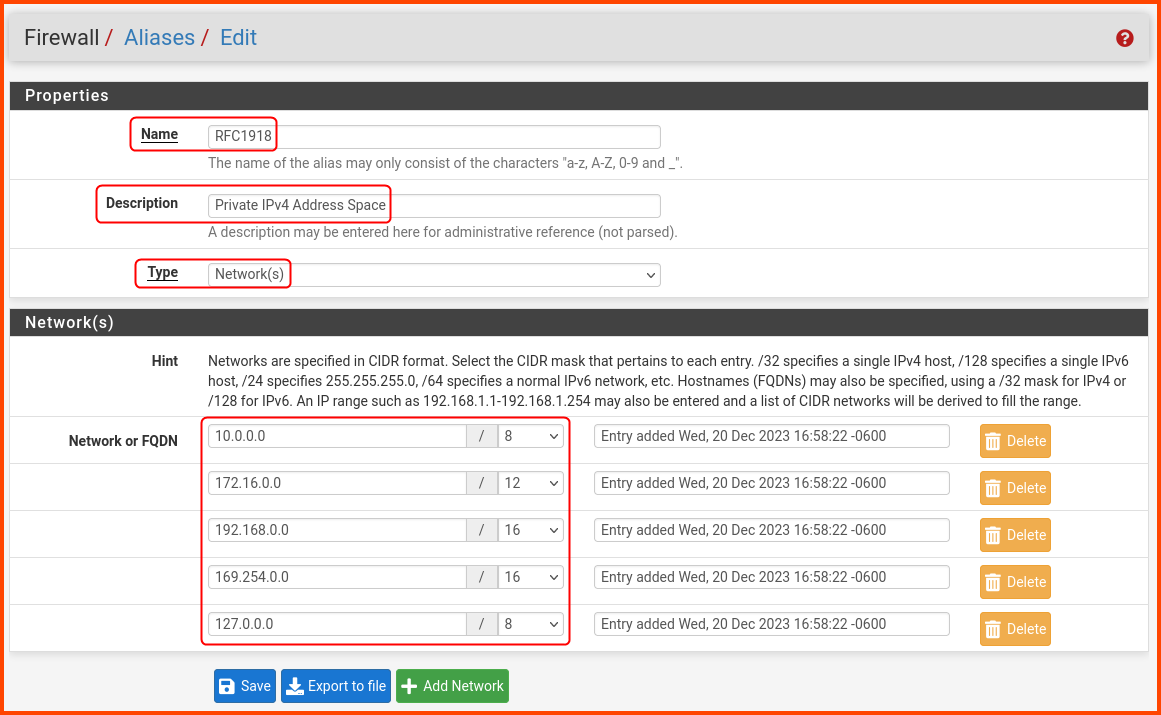 Firewall / Aliases / Edit
Properties
Name RFC1918
The name of the alias may only consist of the characters "a-z, A-Z, 0-9 and _".
Description Private IPv4 Address Space
A description may be entered here for administrative reference (not parsed).
Type Network(s)
Network(s)
Hint Networks are specified in CIDR format. Select the CIDR mask that pertains to each entry. /32 specifies a single IPv4 host, /128 specifies a single IPv6
host, /24 specifies 255.255.255.0, /64 specifies a normal IPv6 network, etc. Hostnames (FQDNs) may also be specified, using a /32 mask for IPv4 or
/128 for IPv6. An IP range such as 192.168.1.1-192.168.1.254 may also be entered and a list of CIDR networks will be derived to fill the range.
Network or FQDN 10.0.0.0 / 8 Entry added Wed, 20 Dec 2023 16:58:22 -0600 Delete
172.16.0.0 / 12 Entry added Wed, 20 Dec 2023 16:58:22 -0600 Delete
192.168.0.0 / 16 Entry added Wed, 20 Dec 2023 16:58:22 -0600 Delete
169.254.0.0 / 16 Entry added Wed, 20 Dec 2023 16:58:22 -0600 Delete
127.0.0.0 / 8 Entry added Wed, 20 Dec 2023 16:58:22 -0600 Delete
Save Export to file Add Network